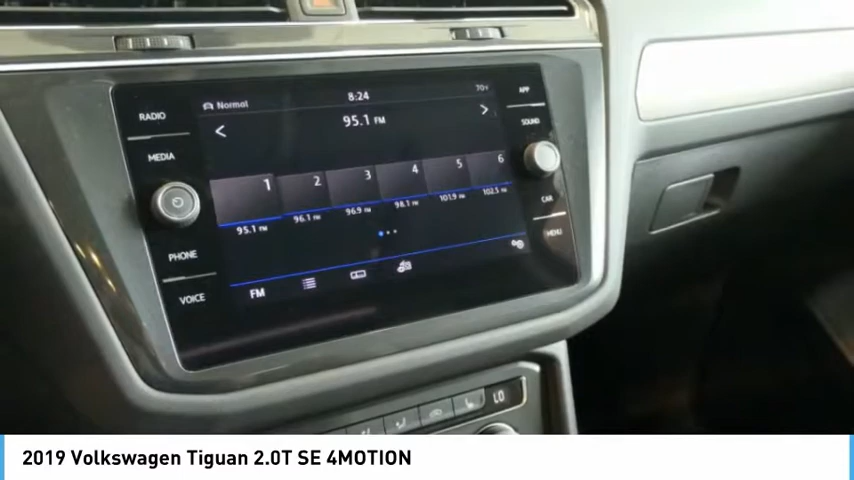 Normal
8:24
70°
APP
RADIO
95.1 FM
SOUND
MEDIA
1
2
3
4
5
6
95.1 FM
96.1 FM
96.9 FM
98.1 FM
101.9 FM
102.5 FM
CAR
MENU
PHONE
VOICE
FM
LO
2019 Volkswagen Tiguan 2.0T SE 4MOTION